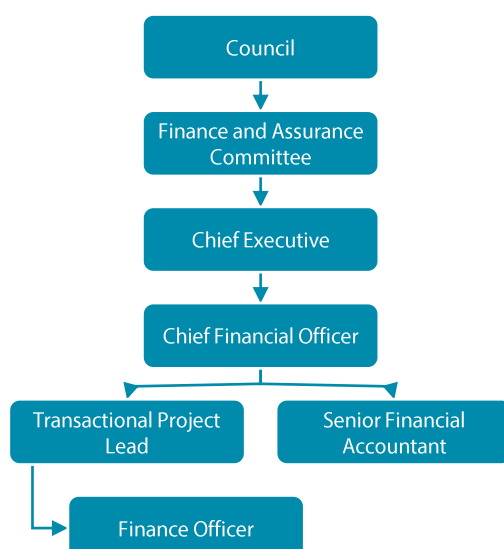 Council
Finance and Assurance
Committee
Chief Executive
Chief Financial Officer
Transactional Project
Lead
Senior Financial
Accountant
Finance Officer